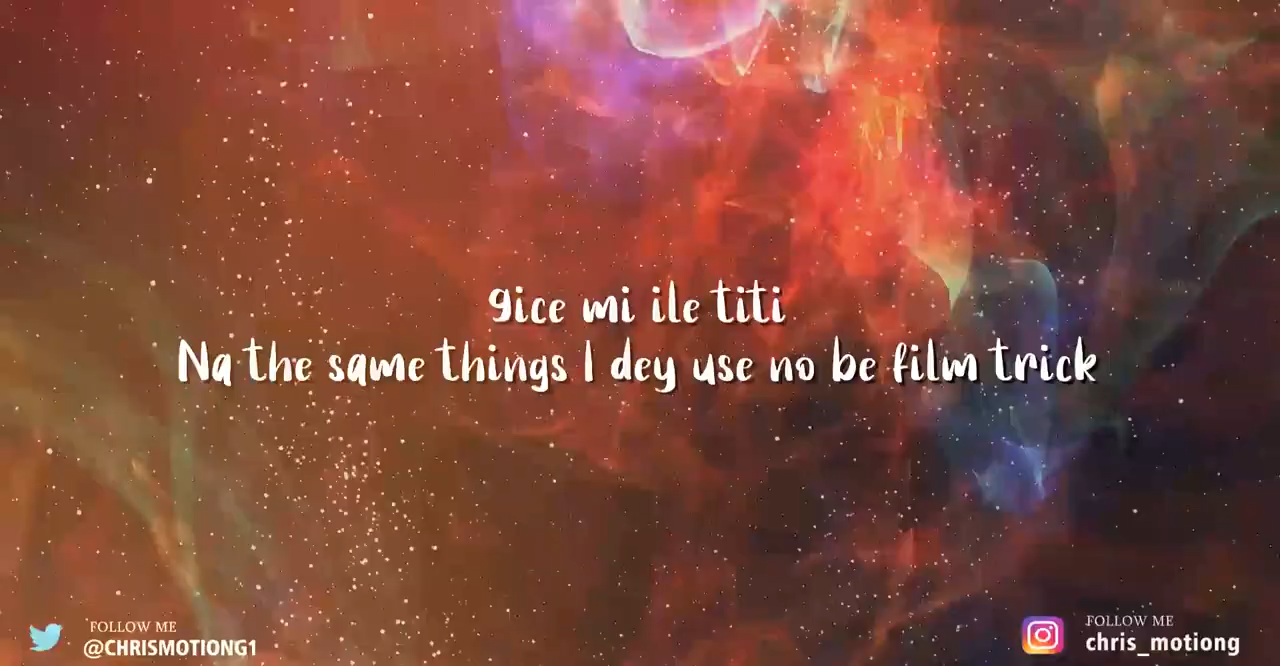 9ice mi ile titi
Na the same things I dey use no be film trick
FOLLOW ME
@CHRISMOTIONG1
FOLLOW ME
chris_motiong